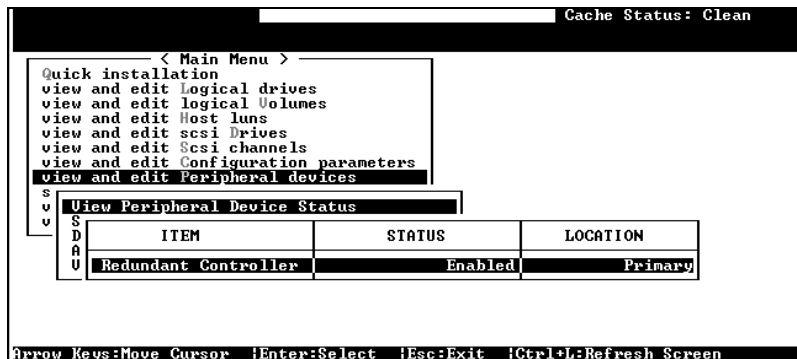 Cache Status: Clean
< Main Menu >
Quick installation
view and edit Logical drives
view and edit logical Volumes
view and edit Host luns
view and edit scsi Drives
view and edit Scsi channels
view and edit Configuration parameters
view and edit Peripheral devices
s
v View Peripheral Device Status
v S
D ITEM STATUS LOCATION
A
V Redundant Controller Enabled Primary
Arrow Keys:Move Cursor |Enter:Select |Esc:Exit |Ctrl+L:Refresh Screen